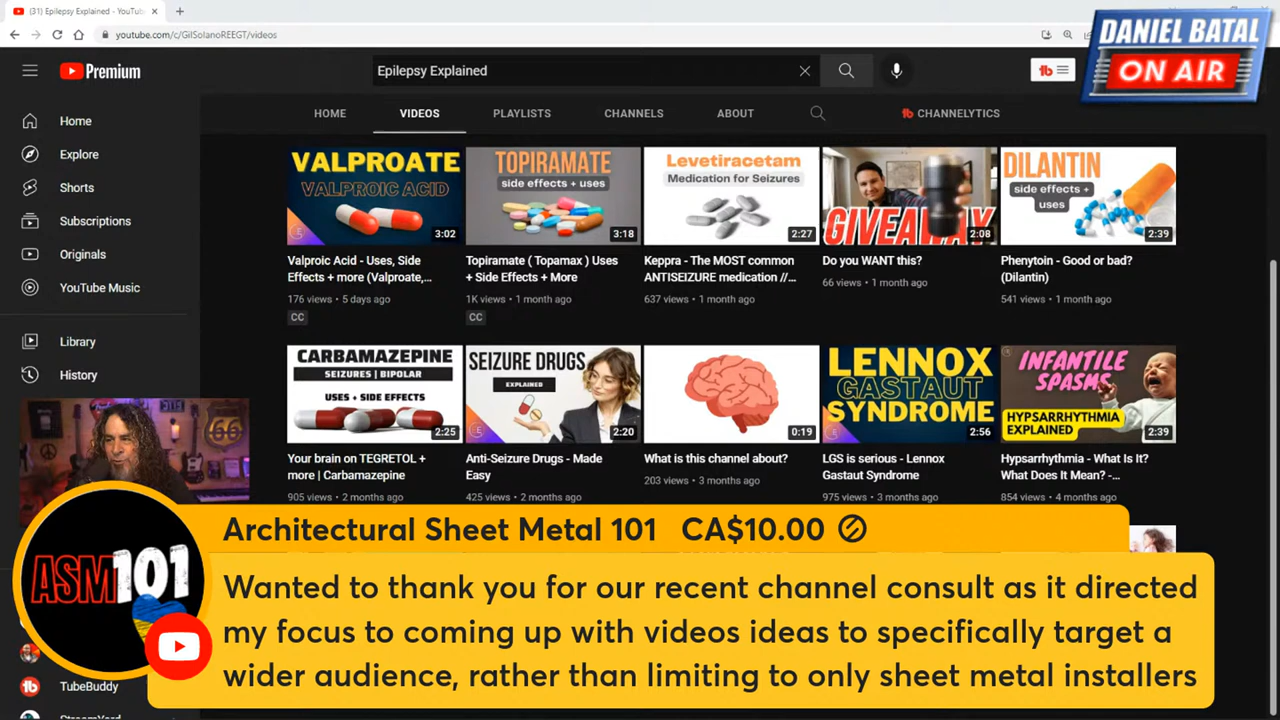 (31) Epilepsy Explained - YouTub
youtube.com/c/GilSolanoREEGT/videos
DANIEL BATAL
ON AIR
Premium
Epilepsy Explained
tb
HOME
VIDEOS
PLAYLISTS
CHANNELS
ABOUT
tb CHANNELYTICS
Home
Explore
Shorts
Subscriptions
Originals
YouTube Music
Library
History
VALPROATE
VALPROIC ACID
3:02
Valproic Acid - Uses, Side
Effects + more (Valproate,...
176 views • 5 days ago
CC
TOPIRAMATE
side effects + uses
3:18
Topiramate ( Topamax ) Uses
+ Side Effects + More
1K views • 1 month ago
CC
Levetiracetam
Medication for Seizures
2:27
Keppra - The MOST common
ANTISEIZURE medication //...
637 views • 1 month ago
GIVEAWAY
2:08
Do you WANT this?
66 views • 1 month ago
DILANTIN
side effects +
uses
2:39
Phenytoin - Good or bad?
(Dilantin)
541 views • 1 month ago
CARBAMAZEPINE
SEIZURES | BIPOLAR
USES + SIDE EFFECTS
2:25
Your brain on TEGRETOL +
more | Carbamazepine
905 views • 2 months ago
SEIZURE DRUGS
EXPLAINED
2:20
Anti-Seizure Drugs - Made
Easy
425 views • 2 months ago
0:19
What is this channel about?
203 views • 3 months ago
LENNOX
GASTAUT
SYNDROME
2:56
LGS is serious - Lennox
Gastaut Syndrome
975 views • 3 months ago
INFANTILE
SPASMS
HYPSARRHYTHMIA
EXPLAINED
2:39
Hypsarrhythmia - What Is It?
What Does It Mean? -...
854 views • 4 months ago
66
ASM101
Architectural Sheet Metal 101 CA$10.00
Wanted to thank you for our recent channel consult as it directed
my focus to coming up with videos ideas to specifically target a
wider audience, rather than limiting to only sheet metal installers
tb
TubeBuddy
StreamYard